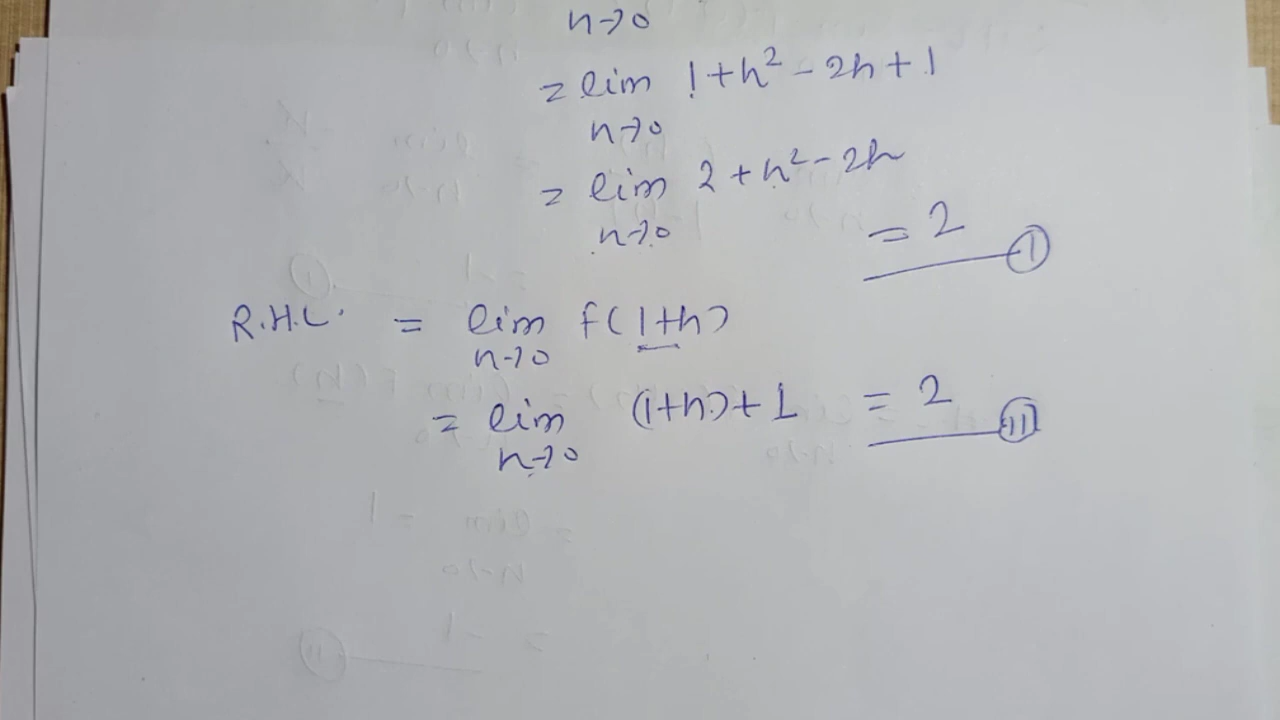 h→0
= lim 1+h²-2h+1
h→0
= lim 2+h²-2h
h→0
= 2 (I)
R.H.L. = lim f(1+h)
h→0
= lim (1+h)+1 = 2 (II)
h→0